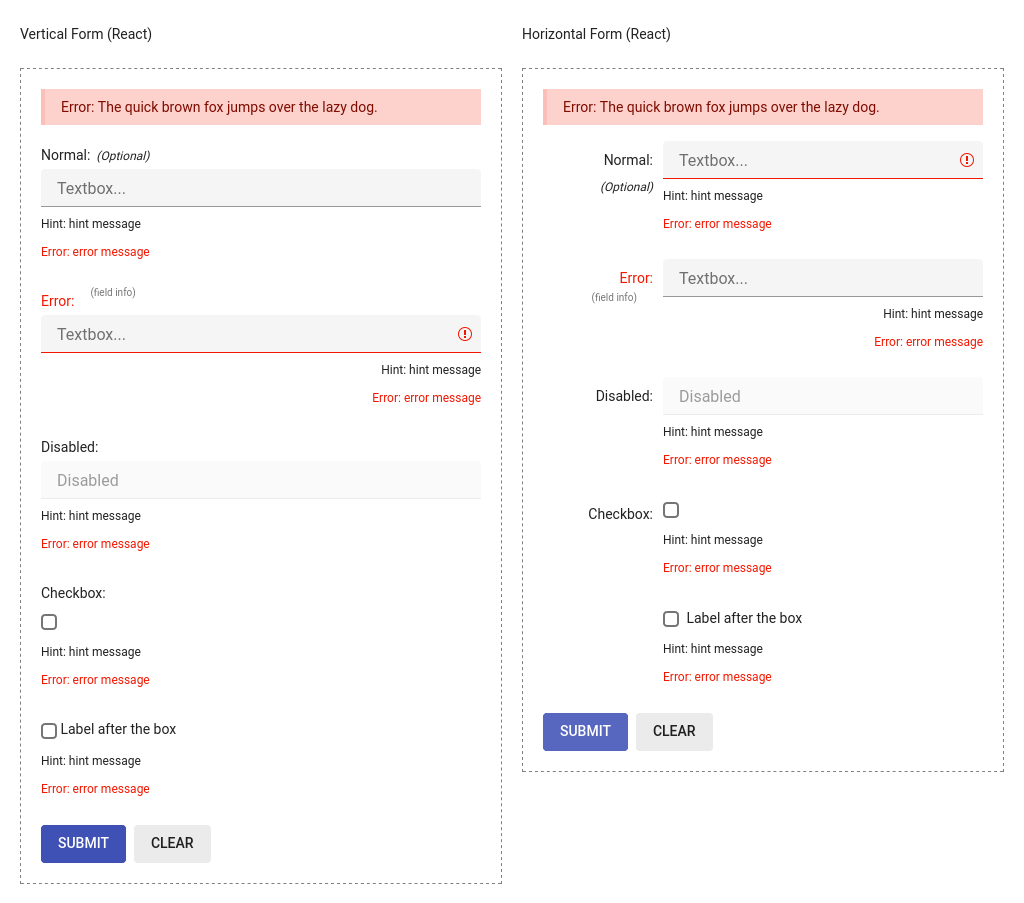 Vertical Form (React)
Error: The quick brown fox jumps over the lazy dog.
Normal: (Optional)
Textbox...
Hint: hint message
Error: error message
Error: (field info)
Textbox...
Hint: hint message
Error: error message
Disabled:
Disabled
Hint: hint message
Error: error message
Checkbox:
Hint: hint message
Error: error message
Label after the box
Hint: hint message
Error: error message
SUBMIT CLEAR
Horizontal Form (React)
Error: The quick brown fox jumps over the lazy dog.
Normal: Textbox...
(Optional) Hint: hint message
Error: error message
Error: Textbox...
(field info)
Hint: hint message
Error: error message
Disabled: Disabled
Hint: hint message
Error: error message
Checkbox:
Hint: hint message
Error: error message
Label after the box
Hint: hint message
Error: error message
SUBMIT CLEAR